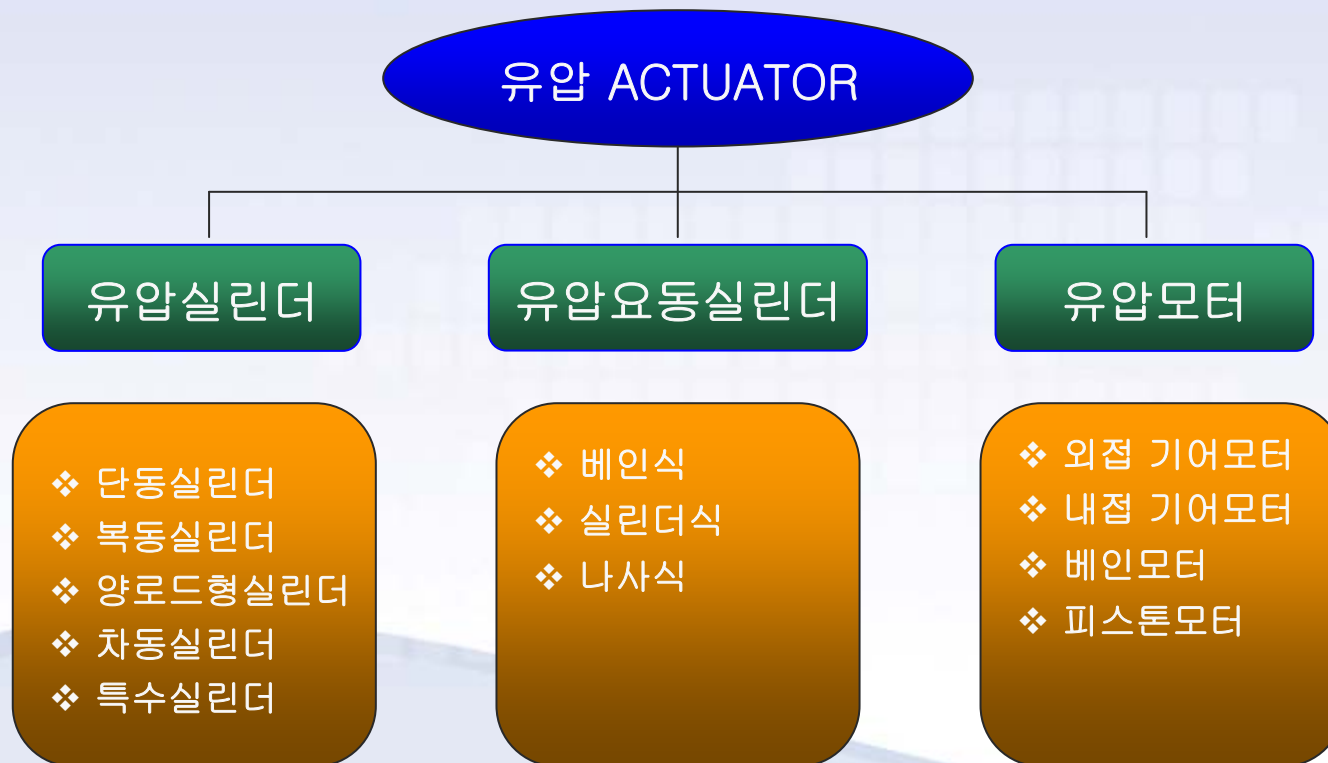 유압 ACTUATOR
유압실린더
유압요동실린더
유압모터
단동실린더
복동실린더
양로드형실린더
차동실린더
특수실린더
베인식
실린더식
나사식
외접 기어모터
내접 기어모터
베인모터
피스톤모터